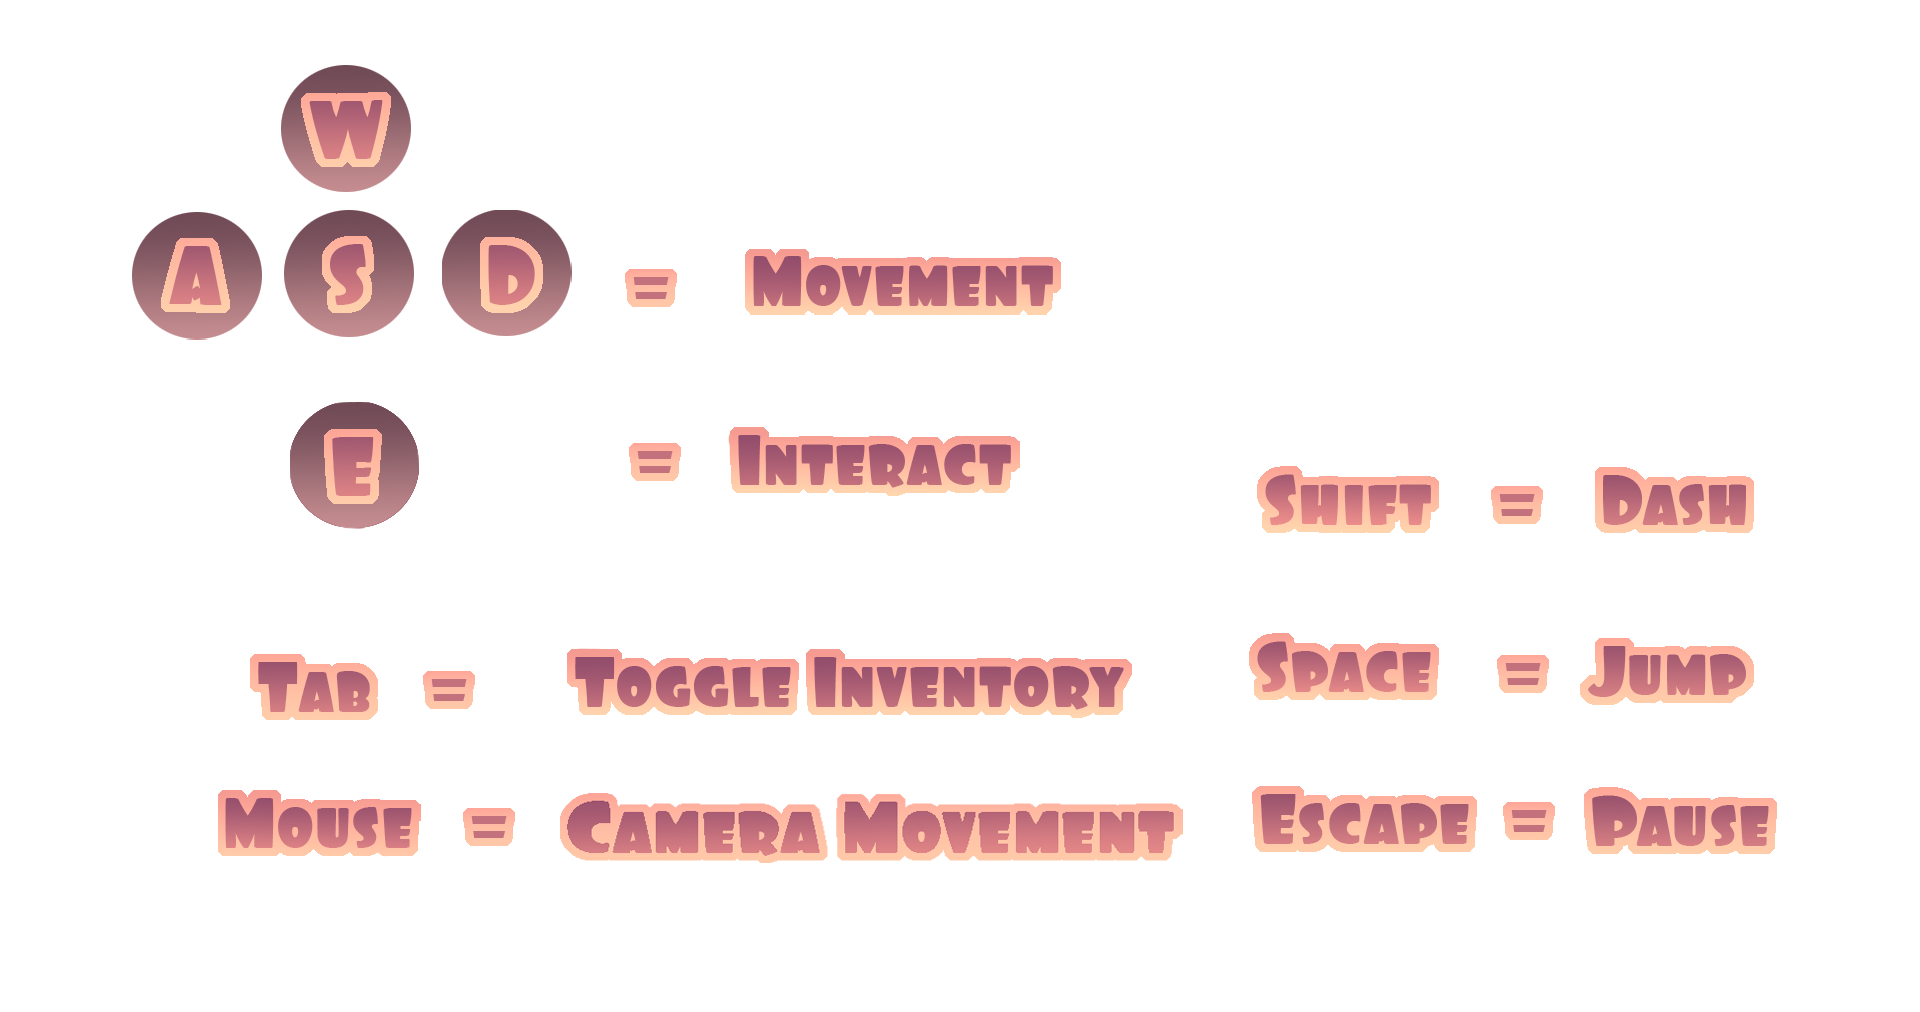 W
A S D = Movement
E = Interact
Shift = Dash
Tab = Toggle Inventory
Space = Jump
Mouse = Camera Movement
Escape = Pause